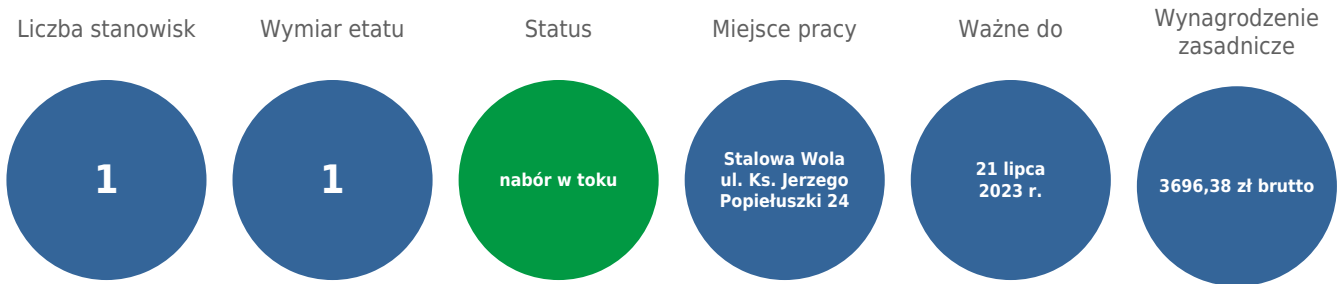 Liczba stanowisk
1
Wymiar etatu
1
Status
nabór w toku
Miejsce pracy
Stalowa Wola
ul. Ks. Jerzego
Popiełuszki 24
Ważne do
21 lipca
2023 r.
Wynagrodzenie
zasadnicze
3696,38 zł brutto